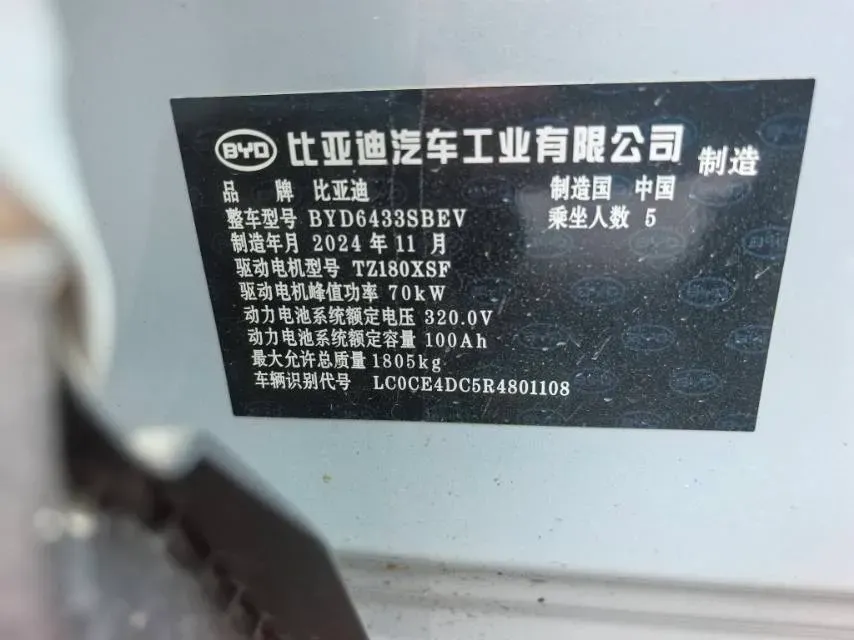 BYD 比亚迪汽车工业有限公司 制造
品 牌 比亚迪 制造国 中国
整车型号 BYD6433SBEV 乘坐人数 5
制造年月 2024 年 11 月
驱动电机型号 TZ180XSF
驱动电机峰值功率 70kW
动力电池系统额定电压 320.0V
动力电池系统额定容量 100Ah
最大允许总质量 1805kg
车辆识别代号 LC0CE4DC5R4801108